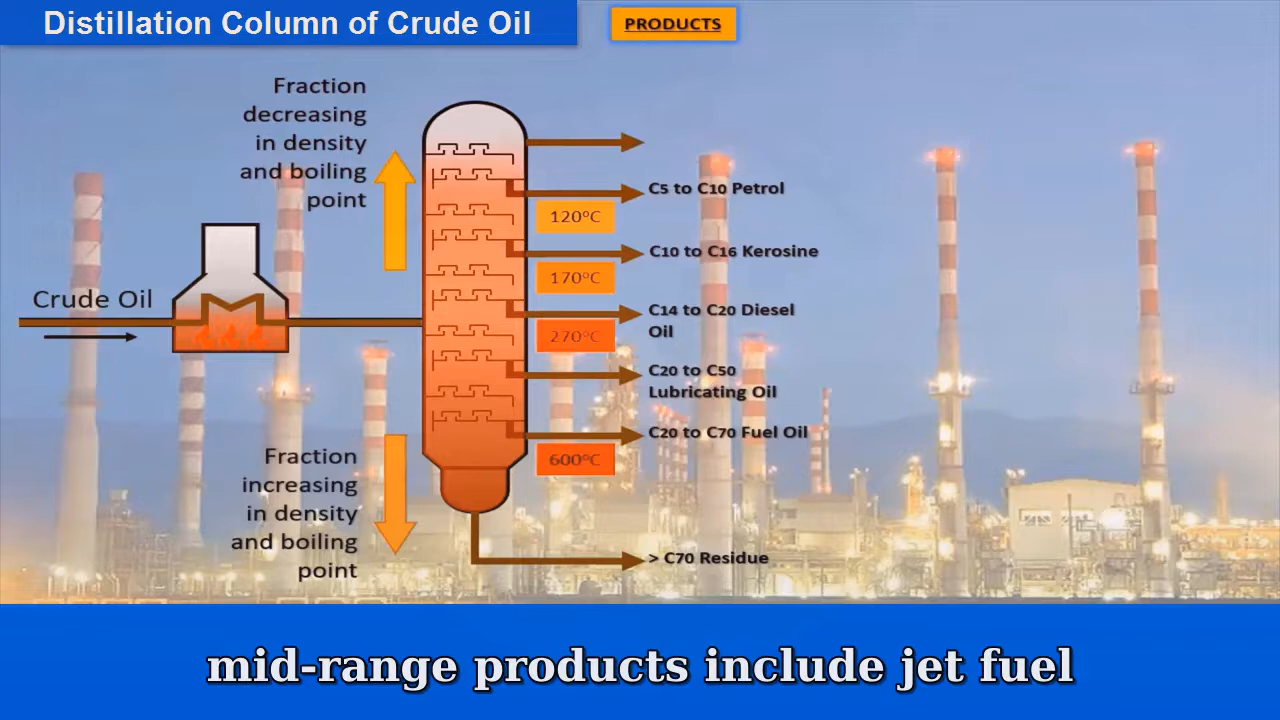 Distillation Column of Crude Oil
PRODUCTS
Fraction
decreasing
in density
and boiling
point
C5 to C10 Petrol
120°C
C10 to C16 Kerosine
170°C
Crude Oil
C14 to C20 Diesel
Oil
270°C
C20 to C50
Lubricating Oil
C20 to C70 Fuel Oil
600°C
Fraction
increasing
in density
and boiling
point
> C70 Residue
mid-range products include jet fuel